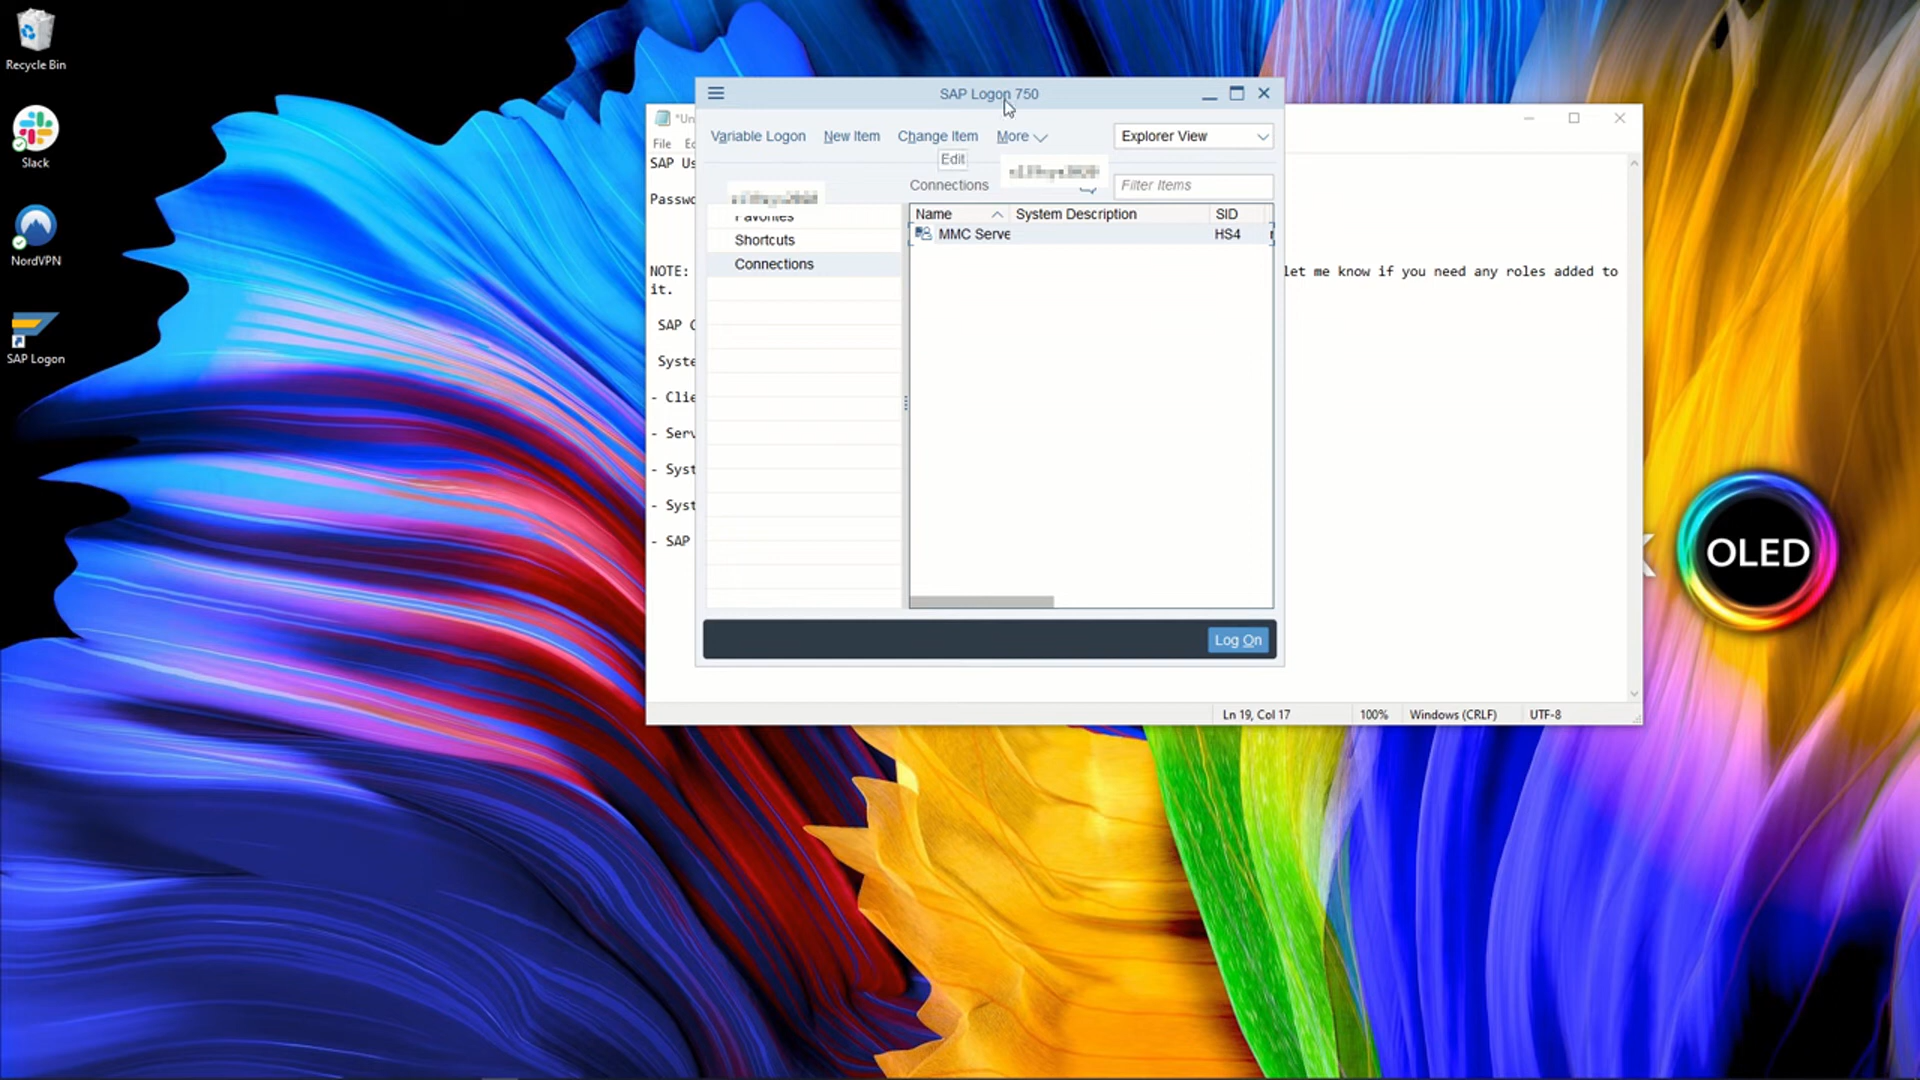 Recycle Bin
Slack
NordVPN
SAP Logon
SAP Logon 750
Variable Logon New Item Change Item More Explorer View
Edit
Connections Filter Items
Favorites
Shortcuts
Connections
Name System Description SID
MMC Serve HS4
Log On
File
SAP Us
Passwo
NOTE: let me know if you need any roles added to
it.
SAP
Syste
- Clie
- Serv
- Syst
- Syst
- SAP
Ln 19, Col 17 100% Windows (CRLF) UTF-8
OLED